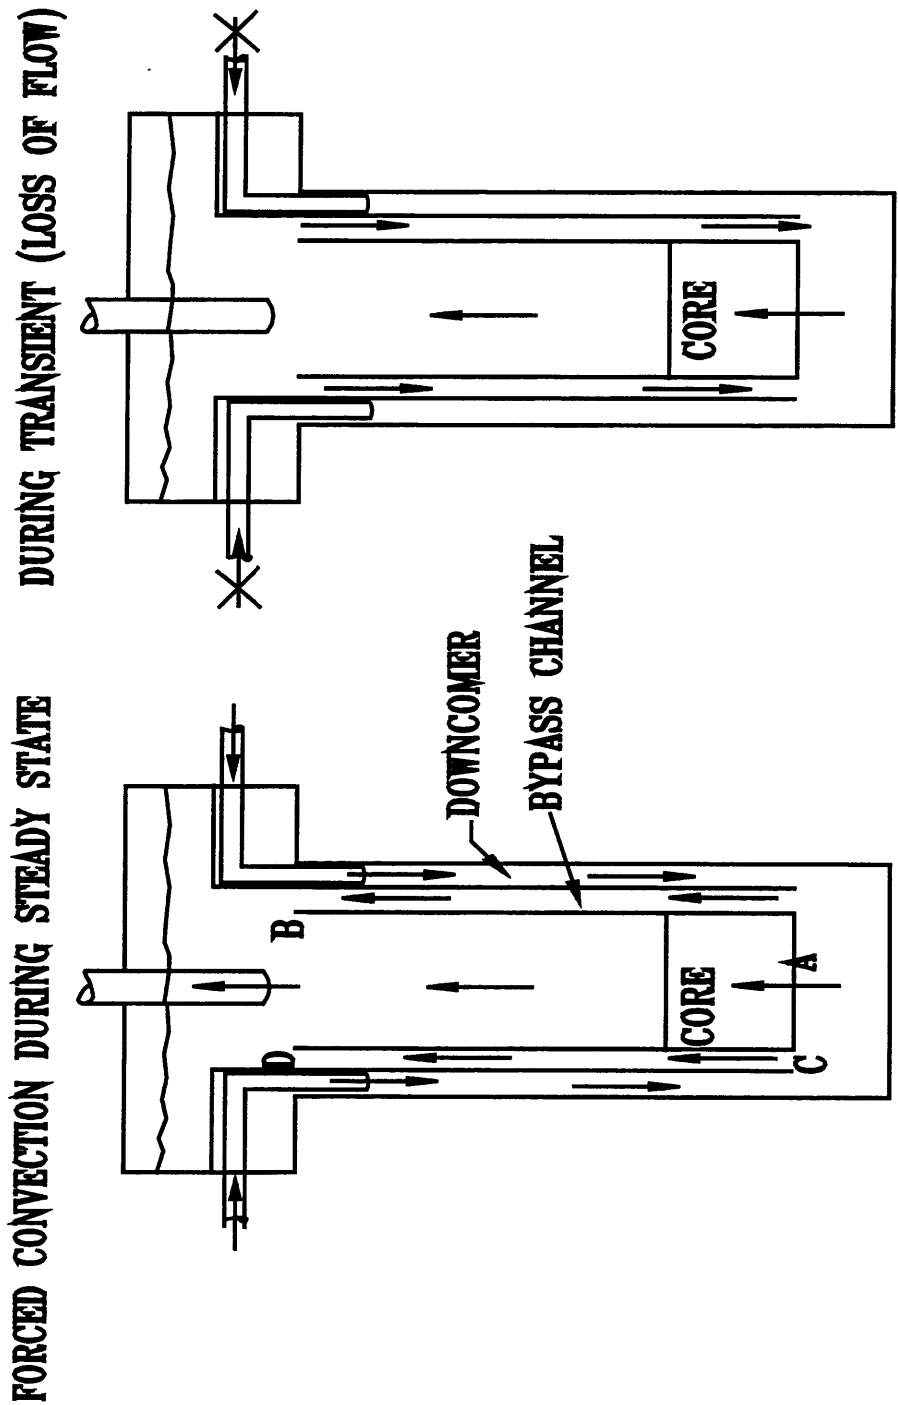 FORCED CONVECTION DURING STEADY STATE
DURING TRANSIENT (LOSS OF FLOW)
D
B
DOWNCOMER
BYPASS CHANNEL
CORE
A
C
CORE